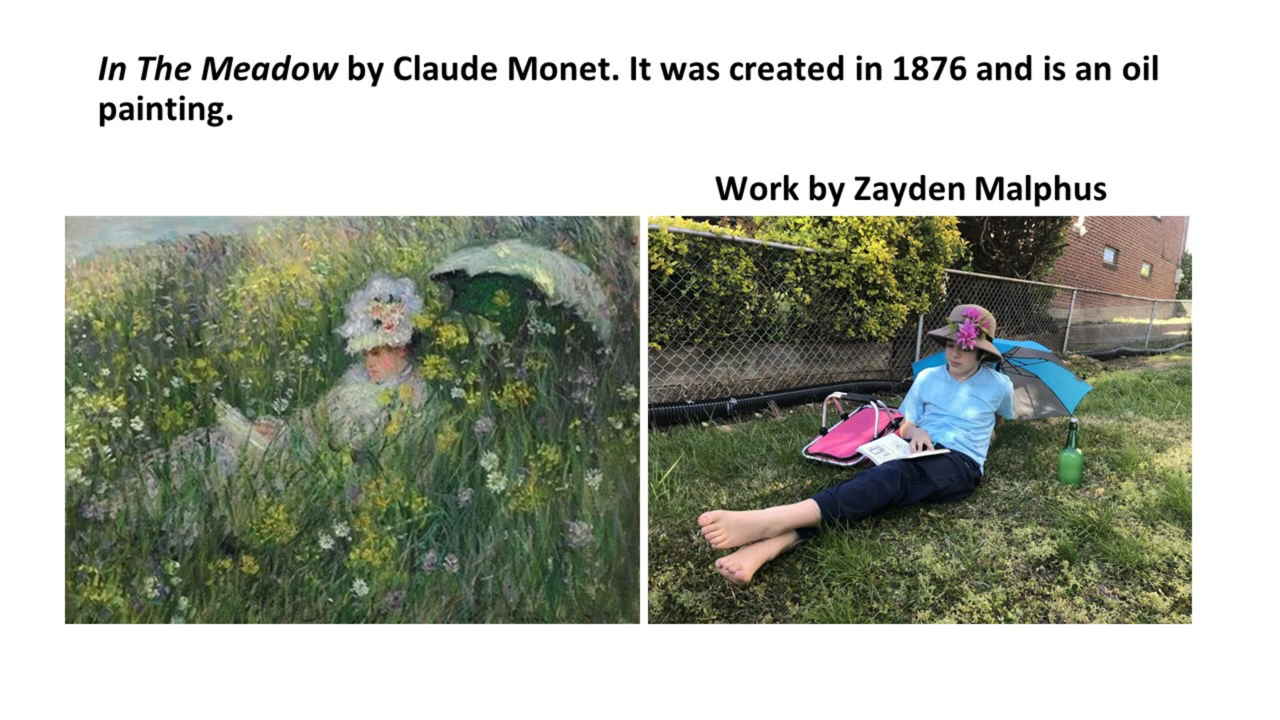 In The Meadow by Claude Monet. It was created in 1876 and is an oil
painting.
Work by Zayden Malphus